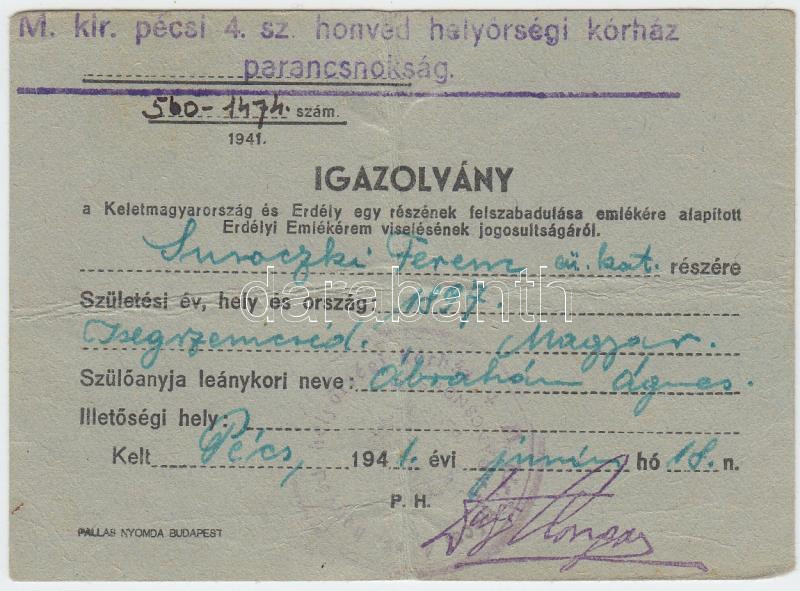 M. kir. pécsi 4. sz. honvéd helyőrségi kórház
parancsnokság.
560-1474. szám.
1941.
IGAZOLVÁNY
a Keletmagyarország és Erdély egy részének felszabadulása emlékére alapított
Erdélyi Emlékérem viselésének jogosultságáról.
Suroczki Ferenc eü. kat. részére
Születési év, hely és ország: 1897.
darabanth
Magyar.
Szülőanyja leánykori neve: Ábrahám Ágnes.
Illetőségi hely:
Kelt Pécs, 1941. évi június hó 18. n.
P. H.
PALLAS NYOMDA BUDAPEST